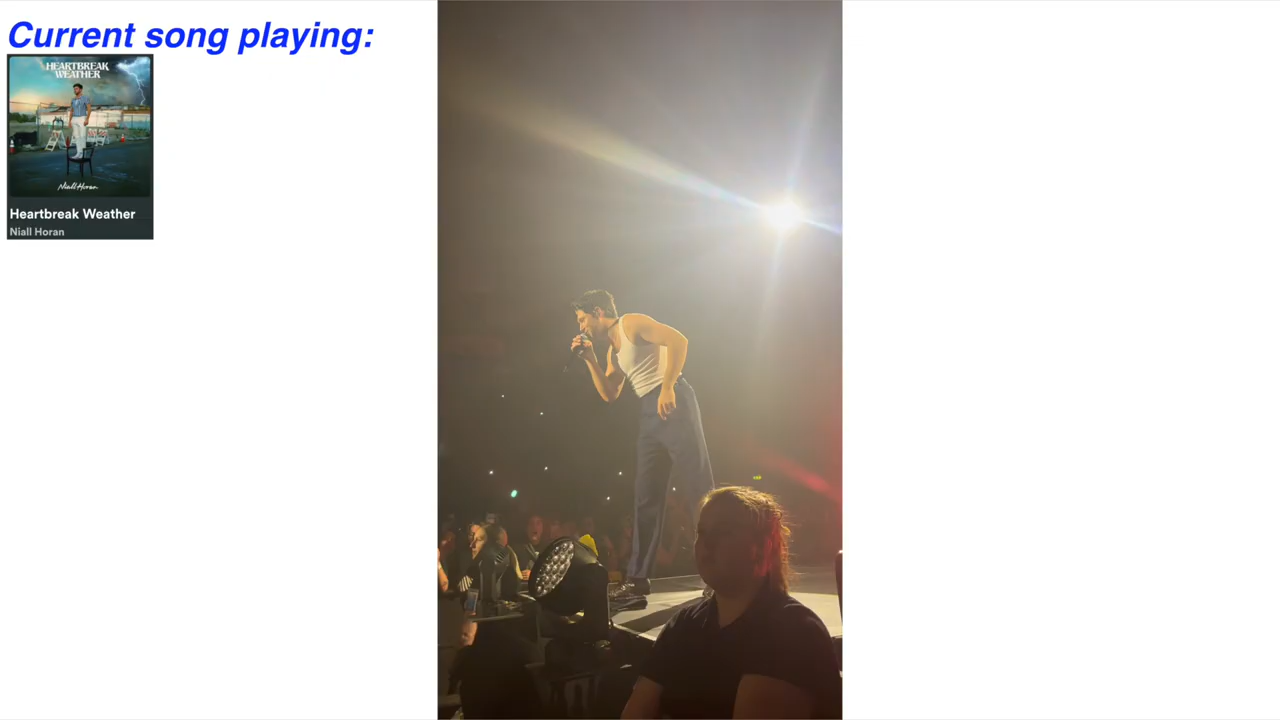 Current song playing:
HEARTBREAK
WEATHER
Niall Horan
Heartbreak Weather
Niall Horan